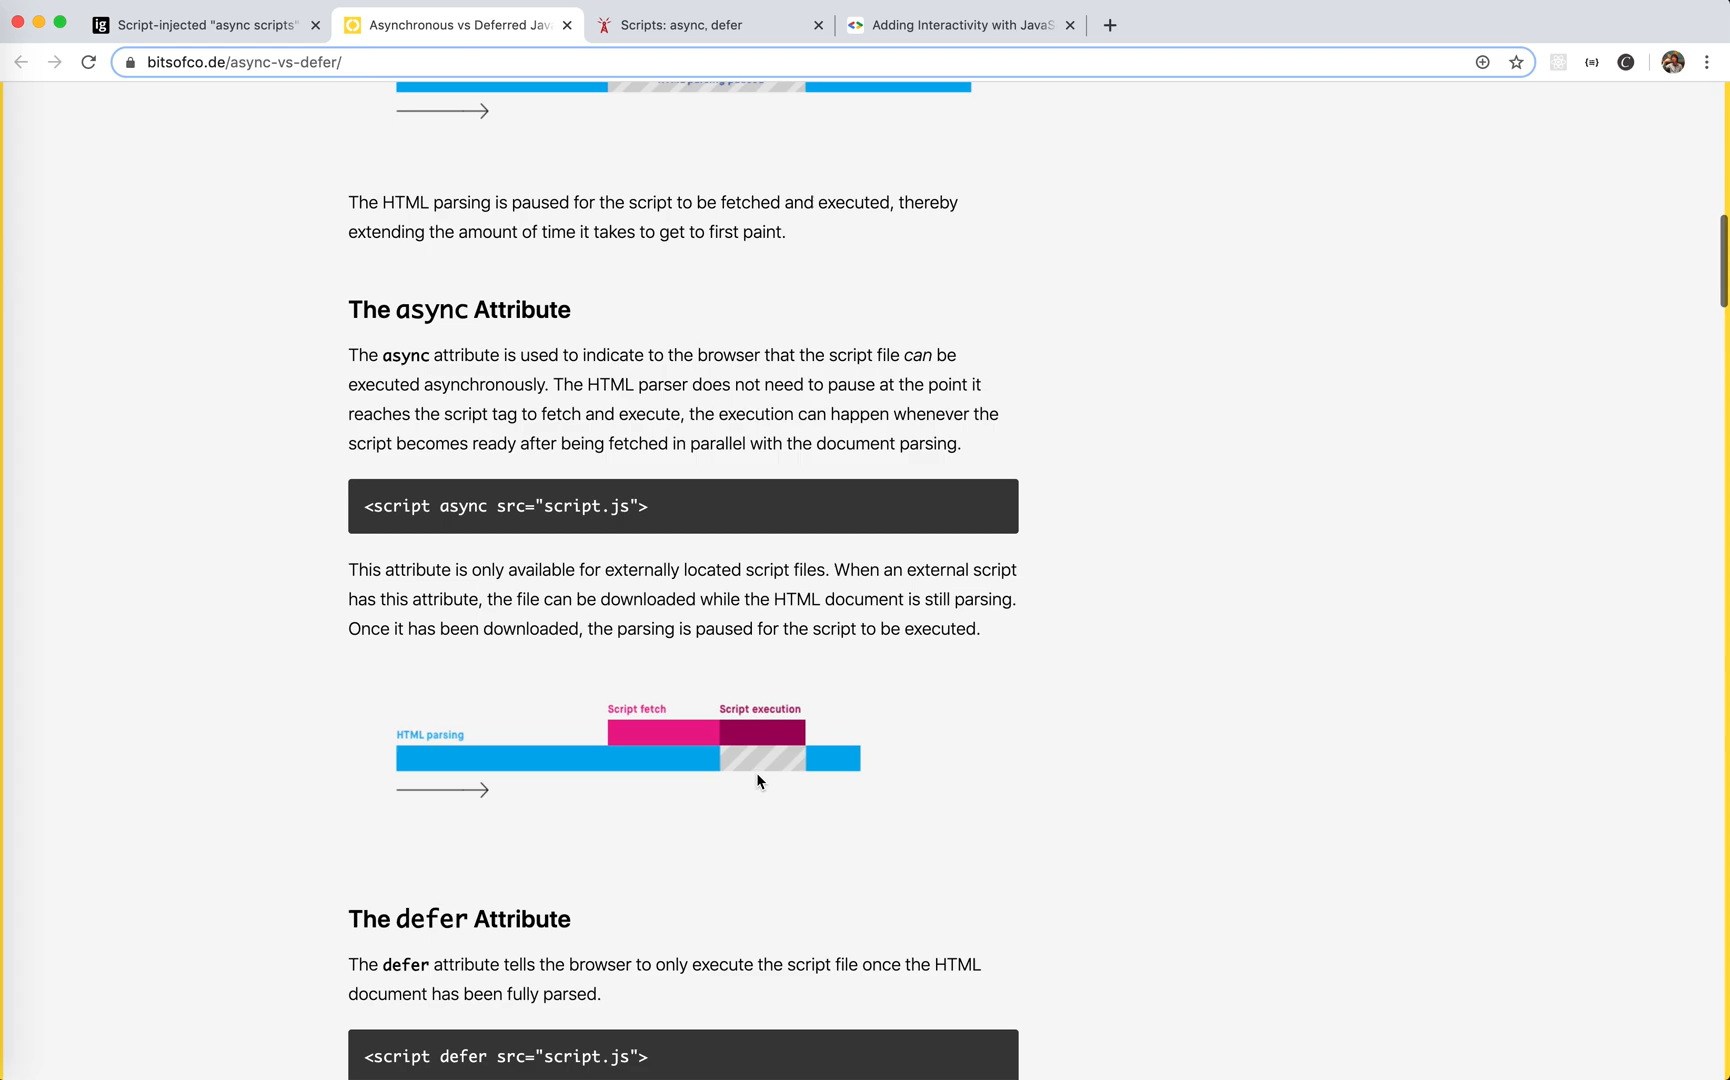 Script-injected "async scripts"
Asynchronous vs Deferred Jav
Scripts: async, defer
Adding Interactivity with JavaS
bitsofco.de/async-vs-defer/
The HTML parsing is paused for the script to be fetched and executed, thereby
extending the amount of time it takes to get to first paint.
The async Attribute
The async attribute is used to indicate to the browser that the script file can be
executed asynchronously. The HTML parser does not need to pause at the point it
reaches the script tag to fetch and execute, the execution can happen whenever the
script becomes ready after being fetched in parallel with the document parsing.
<script async src="script.js">
This attribute is only available for externally located script files. When an external script
has this attribute, the file can be downloaded while the HTML document is still parsing.
Once it has been downloaded, the parsing is paused for the script to be executed.
Script fetch
Script execution
HTML parsing
The defer Attribute
The defer attribute tells the browser to only execute the script file once the HTML
document has been fully parsed.
<script defer src="script.js">